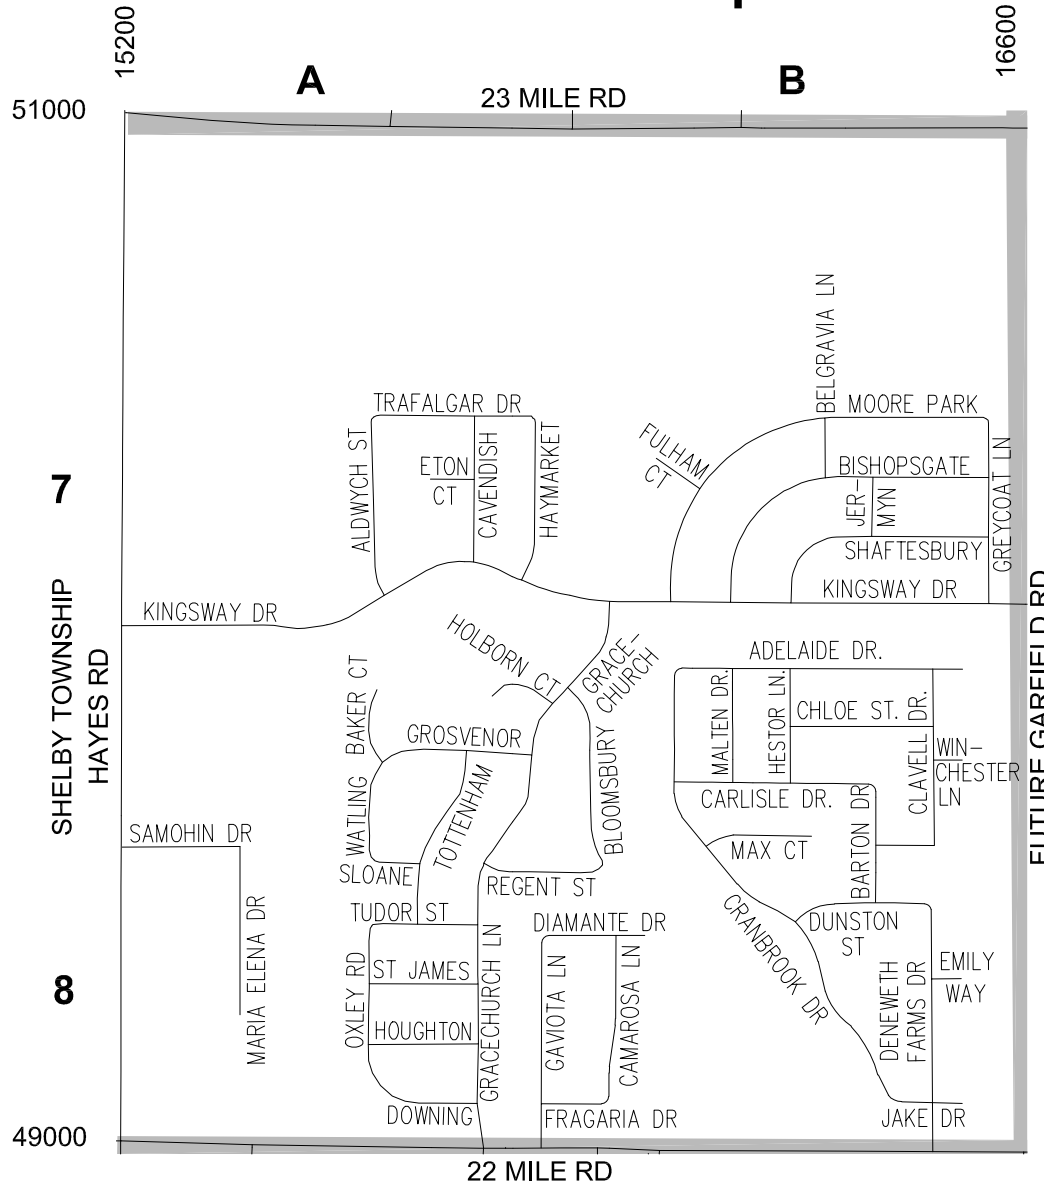 15200
16600
A
B
51000
23 MILE RD
BELGRAVIA LN
TRAFALGAR DR
MOORE PARK
FULHAM
CT
ALDWYCH ST
ETON
CT
CAVENDISH
HAYMARKET
BISHOPSGATE
GREYCOAT LN
7
JER-
MYN
SHAFTESBURY
KINGSWAY DR
KINGSWAY DR
SHELBY TOWNSHIP
HAYES RD
FUTURE GARFIELD RD
HOLBORN CT
GRACE-
CHURCH
ADELAIDE DR.
BAKER CT
MALTEN DR.
HESTOR LN.
CHLOE ST.
CLAVELL DR.
GROSVENOR
WIN-
CHESTER
LN
WATLING
TOTTENHAM
BLOOMSBURY
CARLISLE DR.
SAMOHIN DR
MAX CT
BARTON DR
SLOANE
REGENT ST
TUDOR ST
DIAMANTE DR
CRANBROOK DR
DUNSTON
ST
MARIA ELENA DR
OXLEY RD
ST JAMES
GRACECHURCH LN
GAVIOTA LN
CAMAROSA LN
DENEWETH
FARMS DR
EMILY
WAY
8
HOUGHTON
DOWNING
FRAGARIA DR
JAKE DR
49000
22 MILE RD